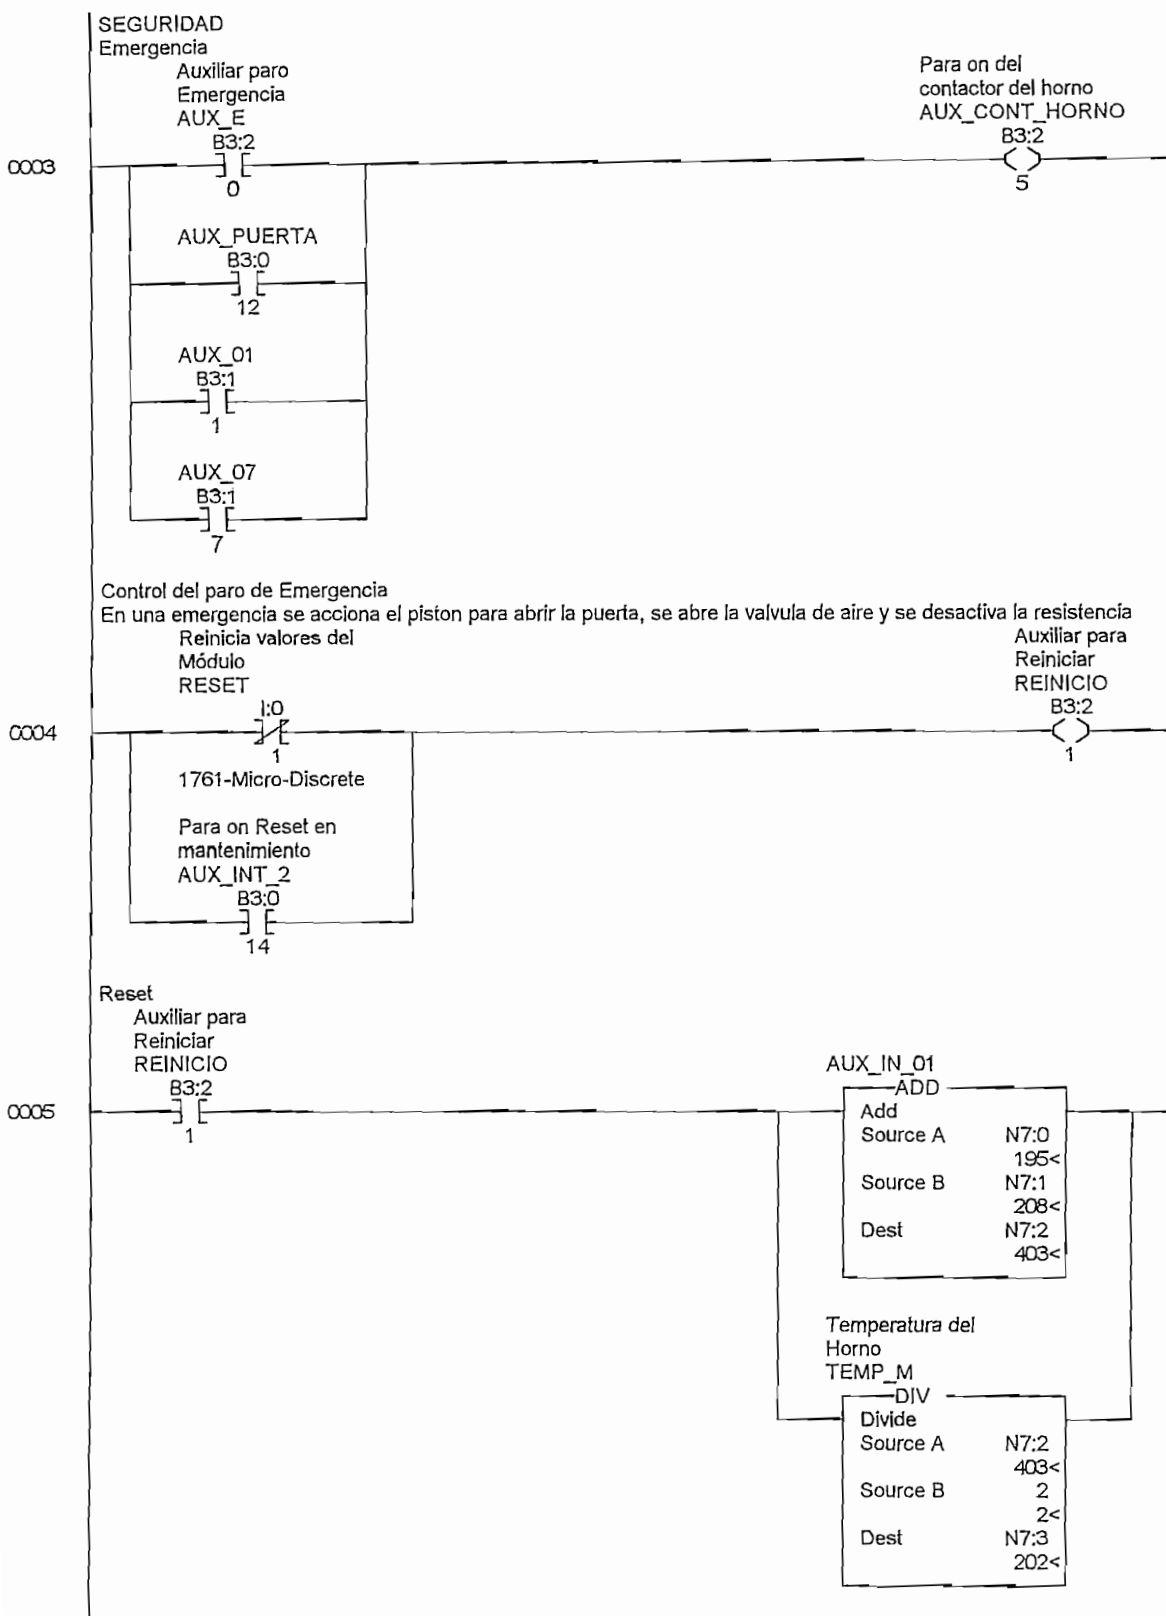 SEGURIDAD
Emergencia
Auxiliar paro
Emergencia
AUX_E
B3:2
0003
0
Para on del
contactor del horno
AUX_CONT_HORNO
B3:2
5
AUX_PUERTA
B3:0
12
AUX_01
B3:1
1
AUX_07
B3:1
7
Control del paro de Emergencia
En una emergencia se acciona el piston para abrir la puerta, se abre la valvula de aire y se desactiva la resistencia
Reinicia valores del
Módulo
RESET
I:0
0004
1
1761-Micro-Discrete
Auxiliar para
Reiniciar
REINICIO
B3:2
1
Para on Reset en
mantenimiento
AUX_INT_2
B3:0
14
Reset
Auxiliar para
Reiniciar
REINICIO
B3:2
0005
1
AUX_IN_01
ADD
Add
Source A N7:0
195<
Source B N7:1
208<
Dest N7:2
403<
Temperatura del
Horno
TEMP_M
DIV
Divide
Source A N7:2
403<
Source B 2
2<
Dest N7:3
202<